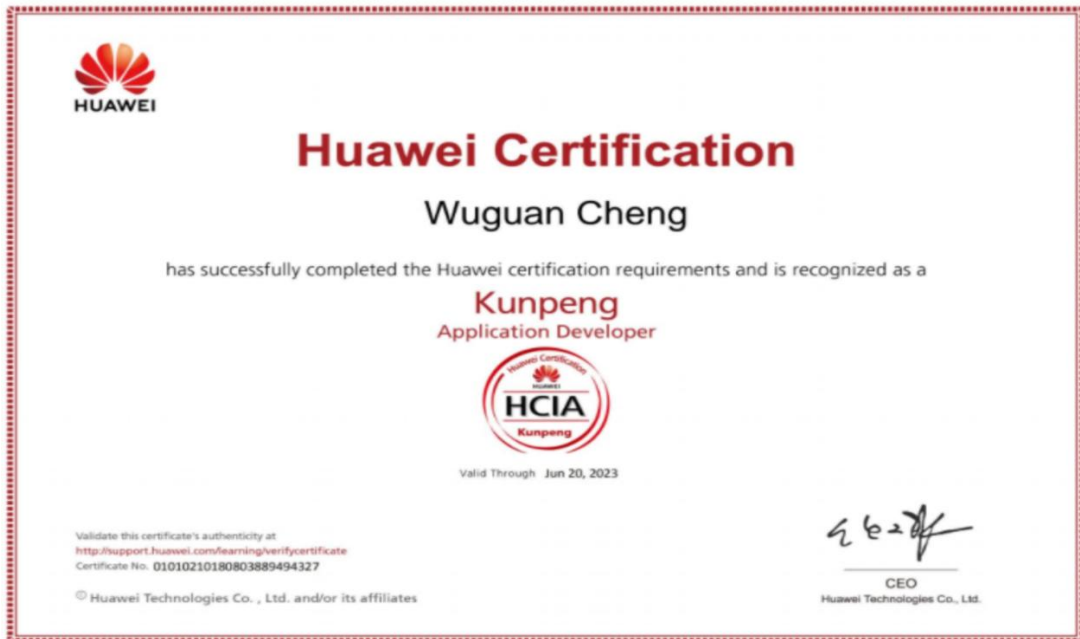 HUAWEI
Huawei Certification
Wuguan Cheng
has successfully completed the Huawei certification requirements and is recognized as a
Kunpeng
Application Developer
Huawei Certification
HUAWEI
HCIA
Kunpeng
Valid Through Jun 20, 2023
Validate this certificate's authenticity at
http://support.huawei.com/learning/verifycertificate
Certificate No. 01010210180803889494327
© Huawei Technologies Co. , Ltd. and/or its affiliates
CEO
Huawei Technologies Co., Ltd.